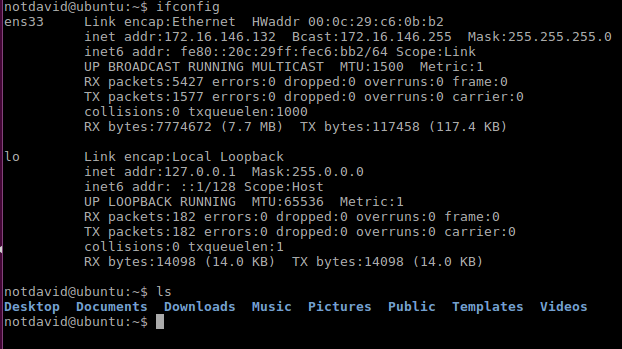 notdavid@ubuntu:~$ ifconfig
ens33     Link encap:Ethernet  HWaddr 00:0c:29:c6:0b:b2
          inet addr:172.16.146.132  Bcast:172.16.146.255  Mask:255.255.255.0
          inet6 addr: fe80::20c:29ff:fec6:bb2/64 Scope:Link
          UP BROADCAST RUNNING MULTICAST  MTU:1500  Metric:1
          RX packets:5427 errors:0 dropped:0 overruns:0 frame:0
          TX packets:1577 errors:0 dropped:0 overruns:0 carrier:0
          collisions:0 txqueuelen:1000
          RX bytes:7774672 (7.7 MB)  TX bytes:117458 (117.4 KB)

lo        Link encap:Local Loopback
          inet addr:127.0.0.1  Mask:255.0.0.0
          inet6 addr: ::1/128 Scope:Host
          UP LOOPBACK RUNNING  MTU:65536  Metric:1
          RX packets:182 errors:0 dropped:0 overruns:0 frame:0
          TX packets:182 errors:0 dropped:0 overruns:0 carrier:0
          collisions:0 txqueuelen:1
          RX bytes:14098 (14.0 KB)  TX bytes:14098 (14.0 KB)

notdavid@ubuntu:~$ ls
Desktop  Documents  Downloads  Music  Pictures  Public  Templates  Videos
notdavid@ubuntu:~$